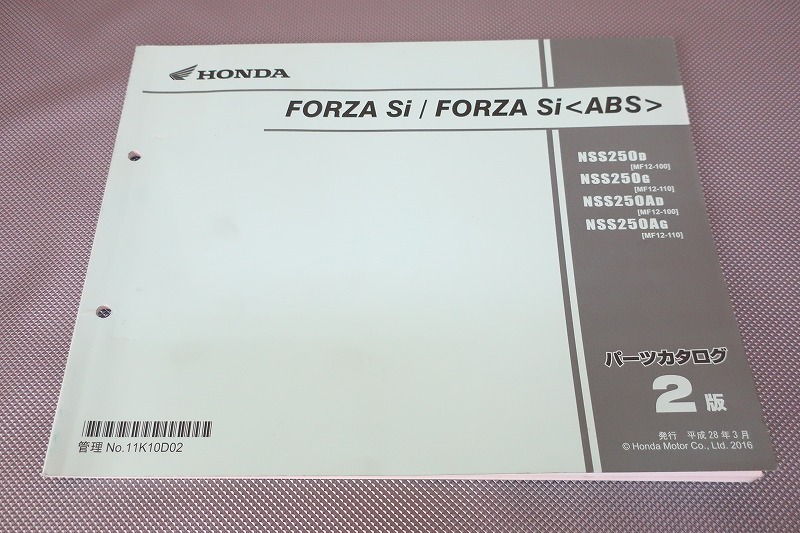 HONDA
FORZA Si / FORZA Si<ABS>
NSS250D
[MF12-100]
NSS250G
[MF12-110]
NSS250AD
[MF12-100]
NSS250AG
[MF12-110]
パーツカタログ
2版
発行 平成28年3月
© Honda Motor Co., Ltd. 2016
管理 No.11K10D02